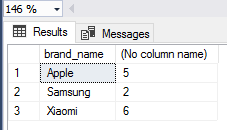 146 %
Results Messages
brand_name (No column name)
1 Apple 5
2 Samsung 2
3 Xiaomi 6